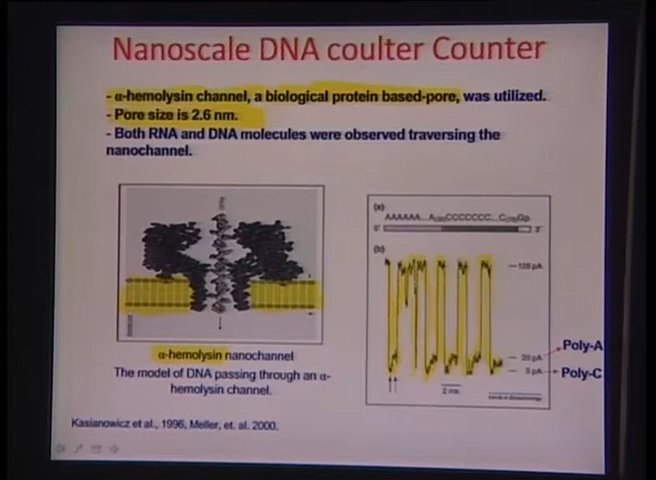 Nanoscale DNA coulter Counter
- α-hemolysin channel, a biological protein based-pore, was utilized.
- Pore size is 2.6 nm.
- Both RNA and DNA molecules were observed traversing the
nanochannel.
(a)
AAAAAA...A CCCCCCC...C Gp
5' 3'
(b)
20 pA
5 pA
Poly-A
Poly-C
2 ms
α-hemolysin nanochannel
The model of DNA passing through an α-
hemolysin channel.
Kasianowicz et al., 1996, Meller, et. al. 2000.